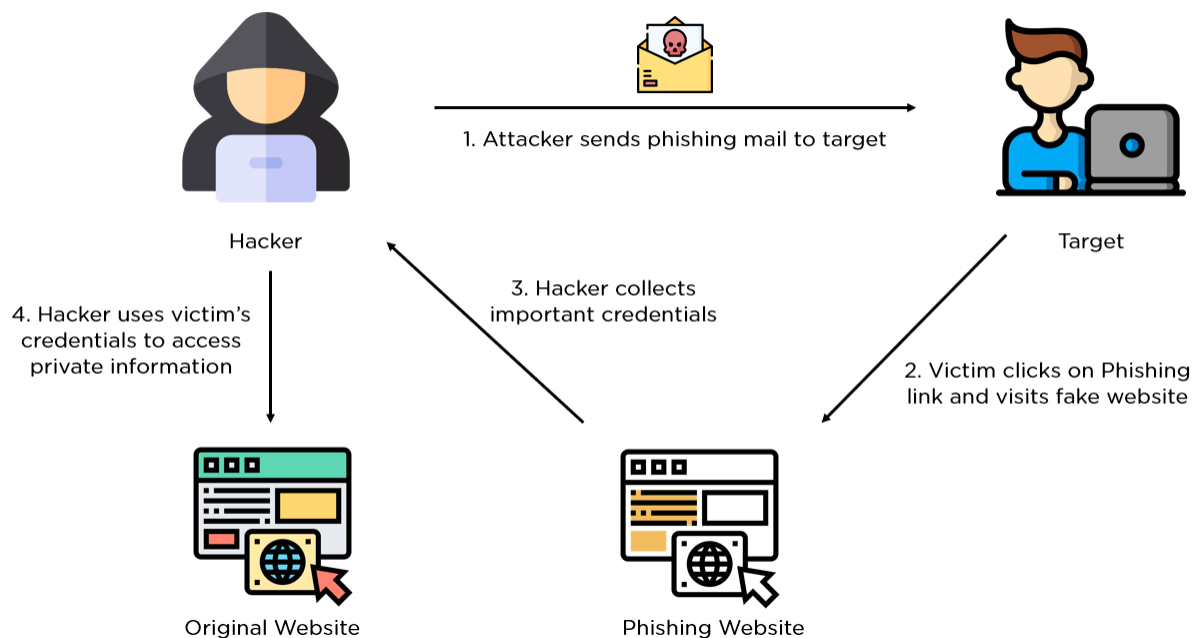 1. Attacker sends phishing mail to target
Hacker
Target
3. Hacker collects
important credentials
4. Hacker uses victim's
credentials to access
private information
2. Victim clicks on Phishing
link and visits fake website
Original Website
Phishing Website